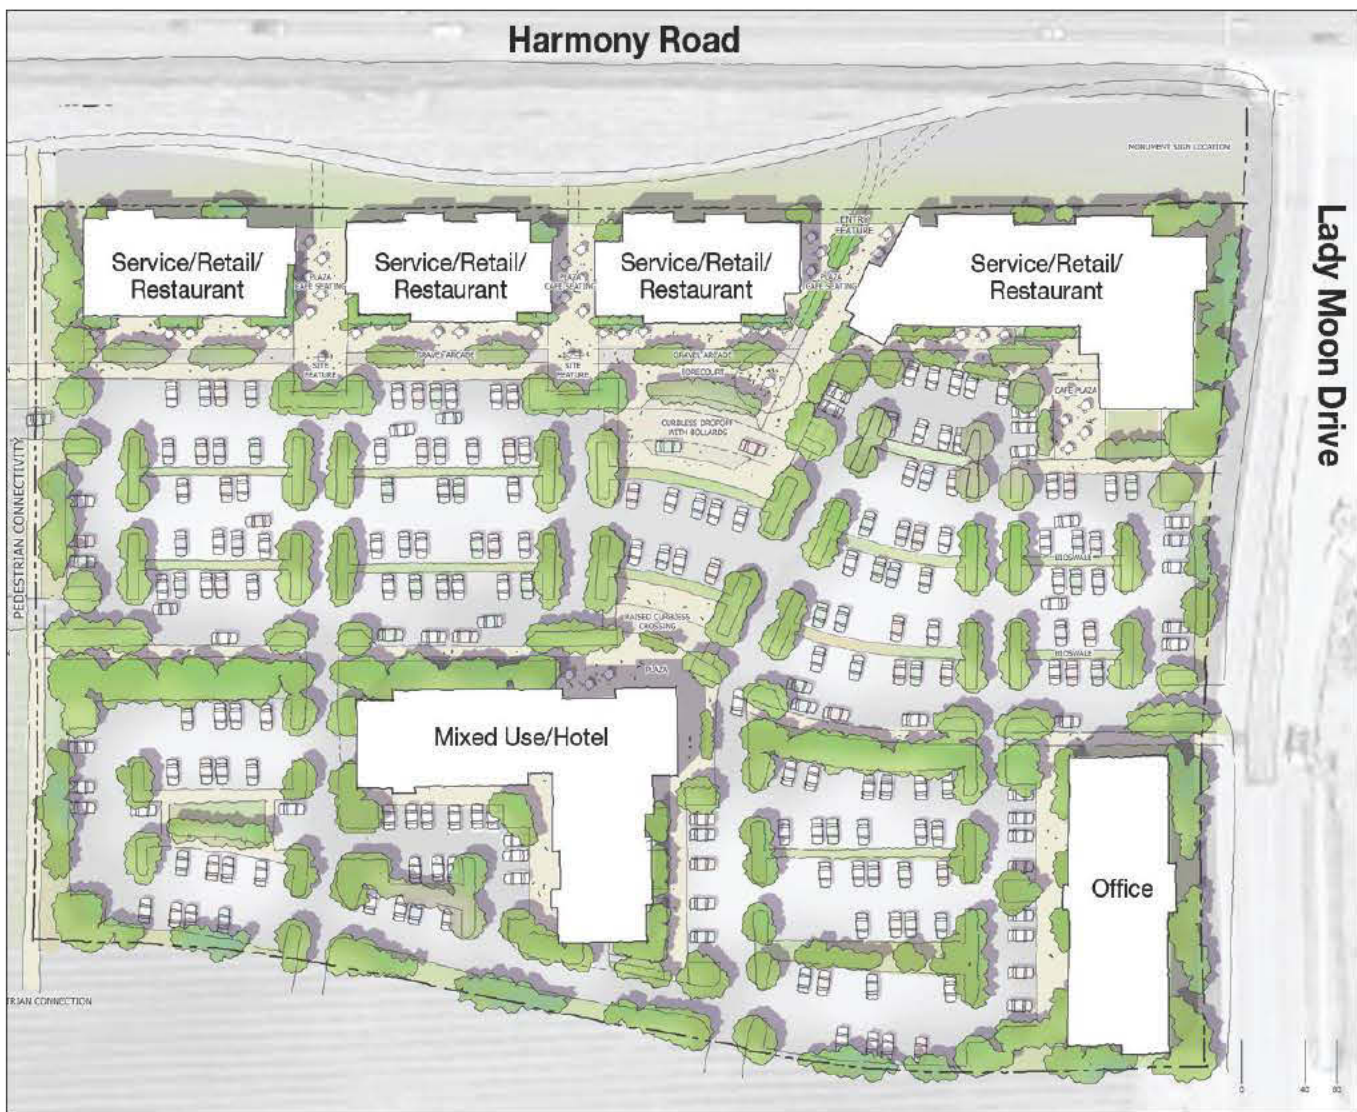 Harmony Road
MONUMENT SIGN LOCATION
Lady Moon Drive
ENTRY
FEATURE
Service/Retail/
Restaurant
Service/Retail/
Restaurant
Service/Retail/
Restaurant
Service/Retail/
Restaurant
PLAZA
CAFE SEATING
PLAZA
CAFE SEATING
PLAZA
CAFE SEATING
GRAVEL ARCADE
GRAVEL ARCADE
SITE
FEATURE
SITE
FEATURE
FORECOURT
CAFE PLAZA
CURBLESS DROPOFF
WITH BOLLARDS
PEDESTRIAN CONNECTIVITY
BIOSWALE
RAISED CURBLESS
CROSSING
BIOSWALE
PLAZA
Mixed Use/Hotel
Office
TRIAN CONNECTION
0
40
80